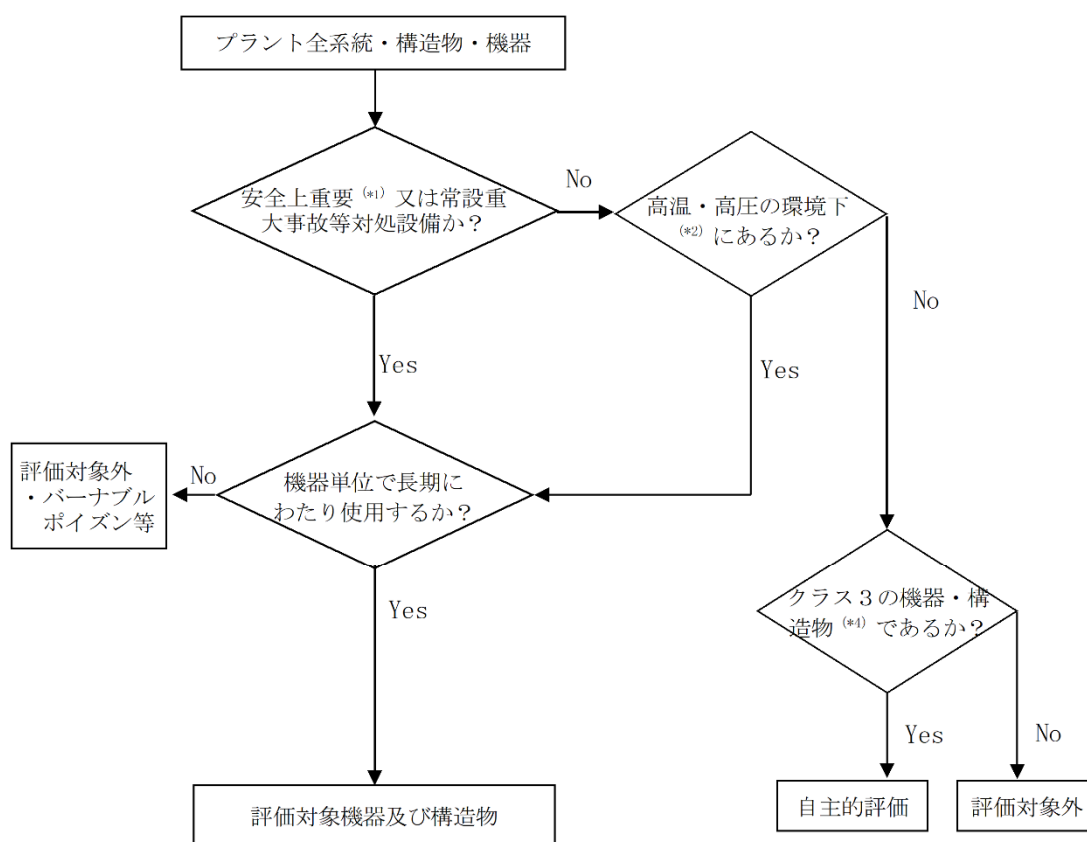 プラント全系統・構造物・機器
安全上重要(*1)又は常設重
大事故等対処設備か?
No
高温・高圧の環境下
(*2)にあるか?
No
Yes
Yes
評価対象外
・バーナブル
ポイズン等
No
機器単位で長期に
わたり使用するか?
Yes
クラス3の機器・構
造物(*4)であるか?
Yes
No
評価対象機器及び構造物
自主的評価
評価対象外